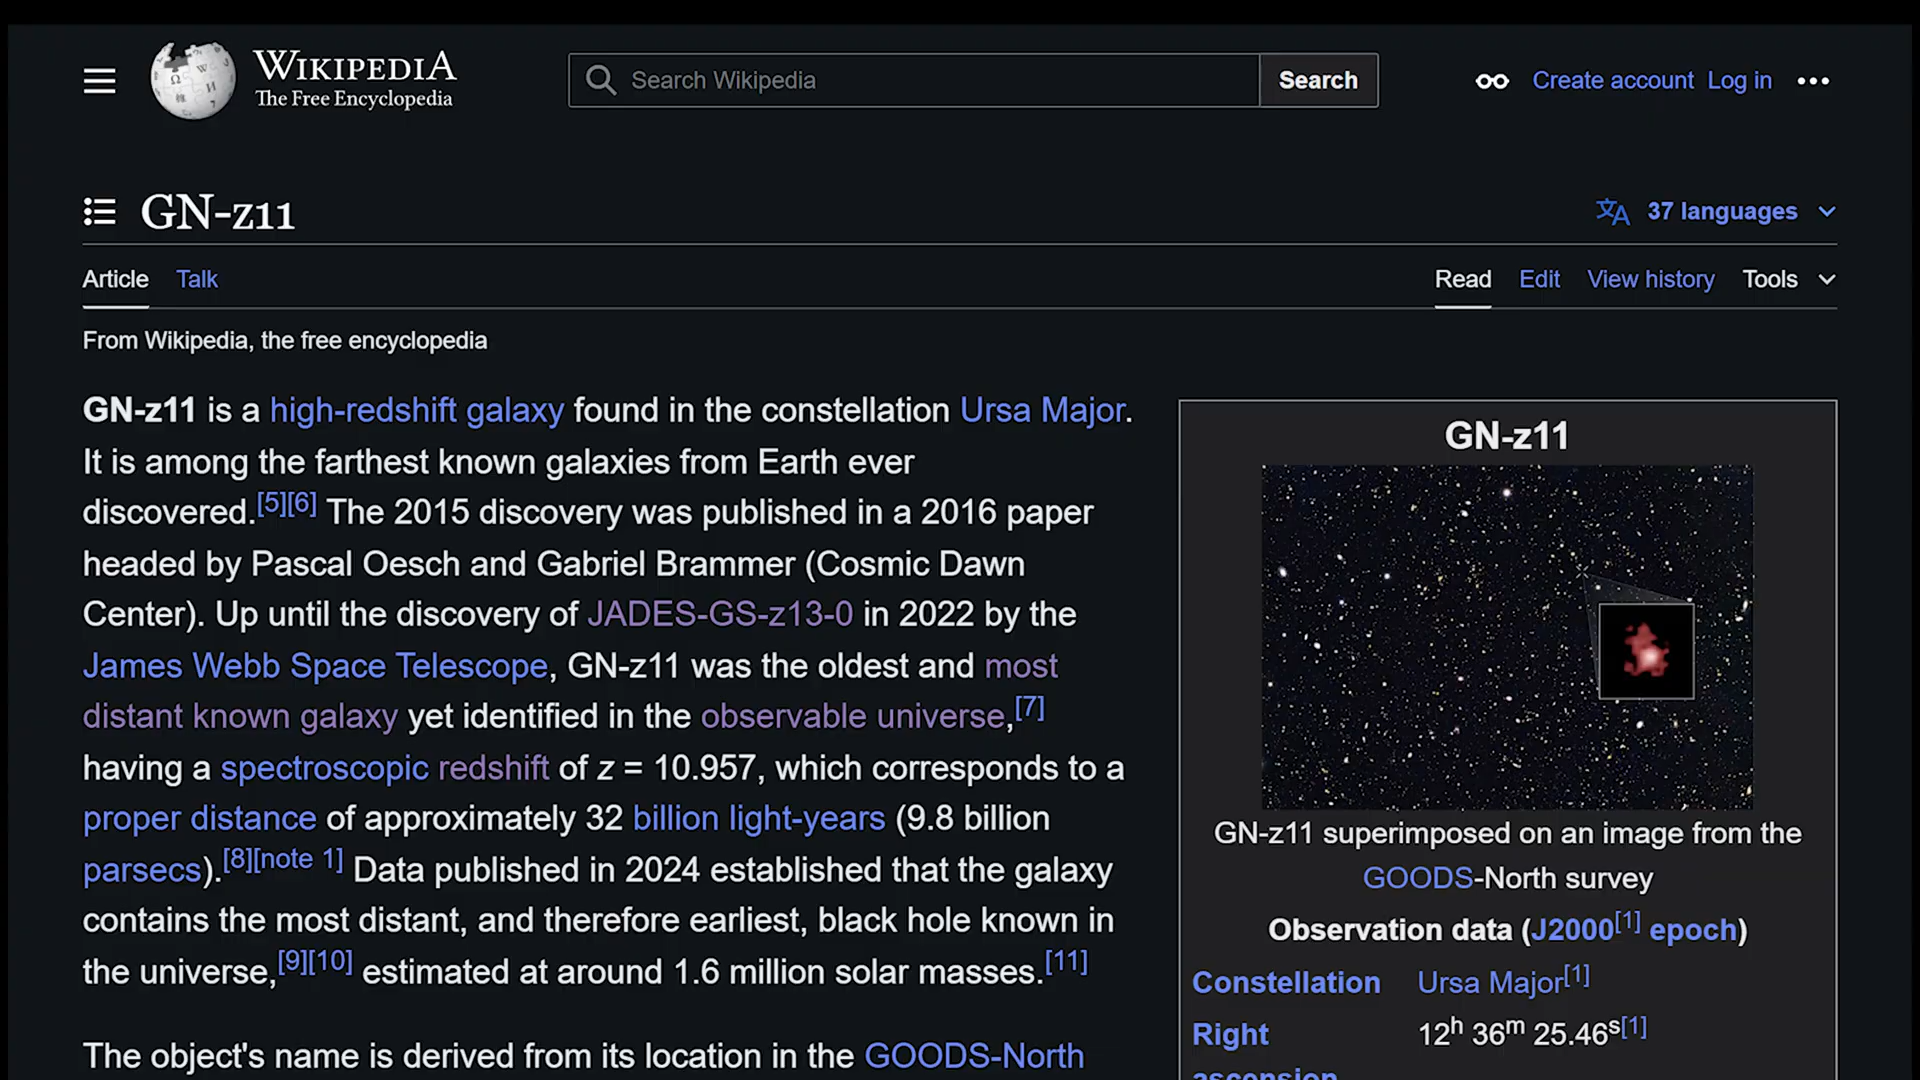 WIKIPEDIA
The Free Encyclopedia
Search Wikipedia
Search
Create account Log in
GN-z11
37 languages
Article Talk
Read Edit View history Tools
From Wikipedia, the free encyclopedia
GN-z11 is a high-redshift galaxy found in the constellation Ursa Major.
It is among the farthest known galaxies from Earth ever
discovered.[5][6] The 2015 discovery was published in a 2016 paper
headed by Pascal Oesch and Gabriel Brammer (Cosmic Dawn
Center). Up until the discovery of JADES-GS-z13-0 in 2022 by the
James Webb Space Telescope, GN-z11 was the oldest and most
distant known galaxy yet identified in the observable universe,[7]
having a spectroscopic redshift of z = 10.957, which corresponds to a
proper distance of approximately 32 billion light-years (9.8 billion
parsecs).[8][note 1] Data published in 2024 established that the galaxy
contains the most distant, and therefore earliest, black hole known in
the universe,[9][10] estimated at around 1.6 million solar masses.[11]
The object's name is derived from its location in the GOODS-North
GN-z11
GN-z11 superimposed on an image from the
GOODS-North survey
Observation data (J2000[1] epoch)
Constellation Ursa Major[1]
Right 12h 36m 25.46s[1]
ascension